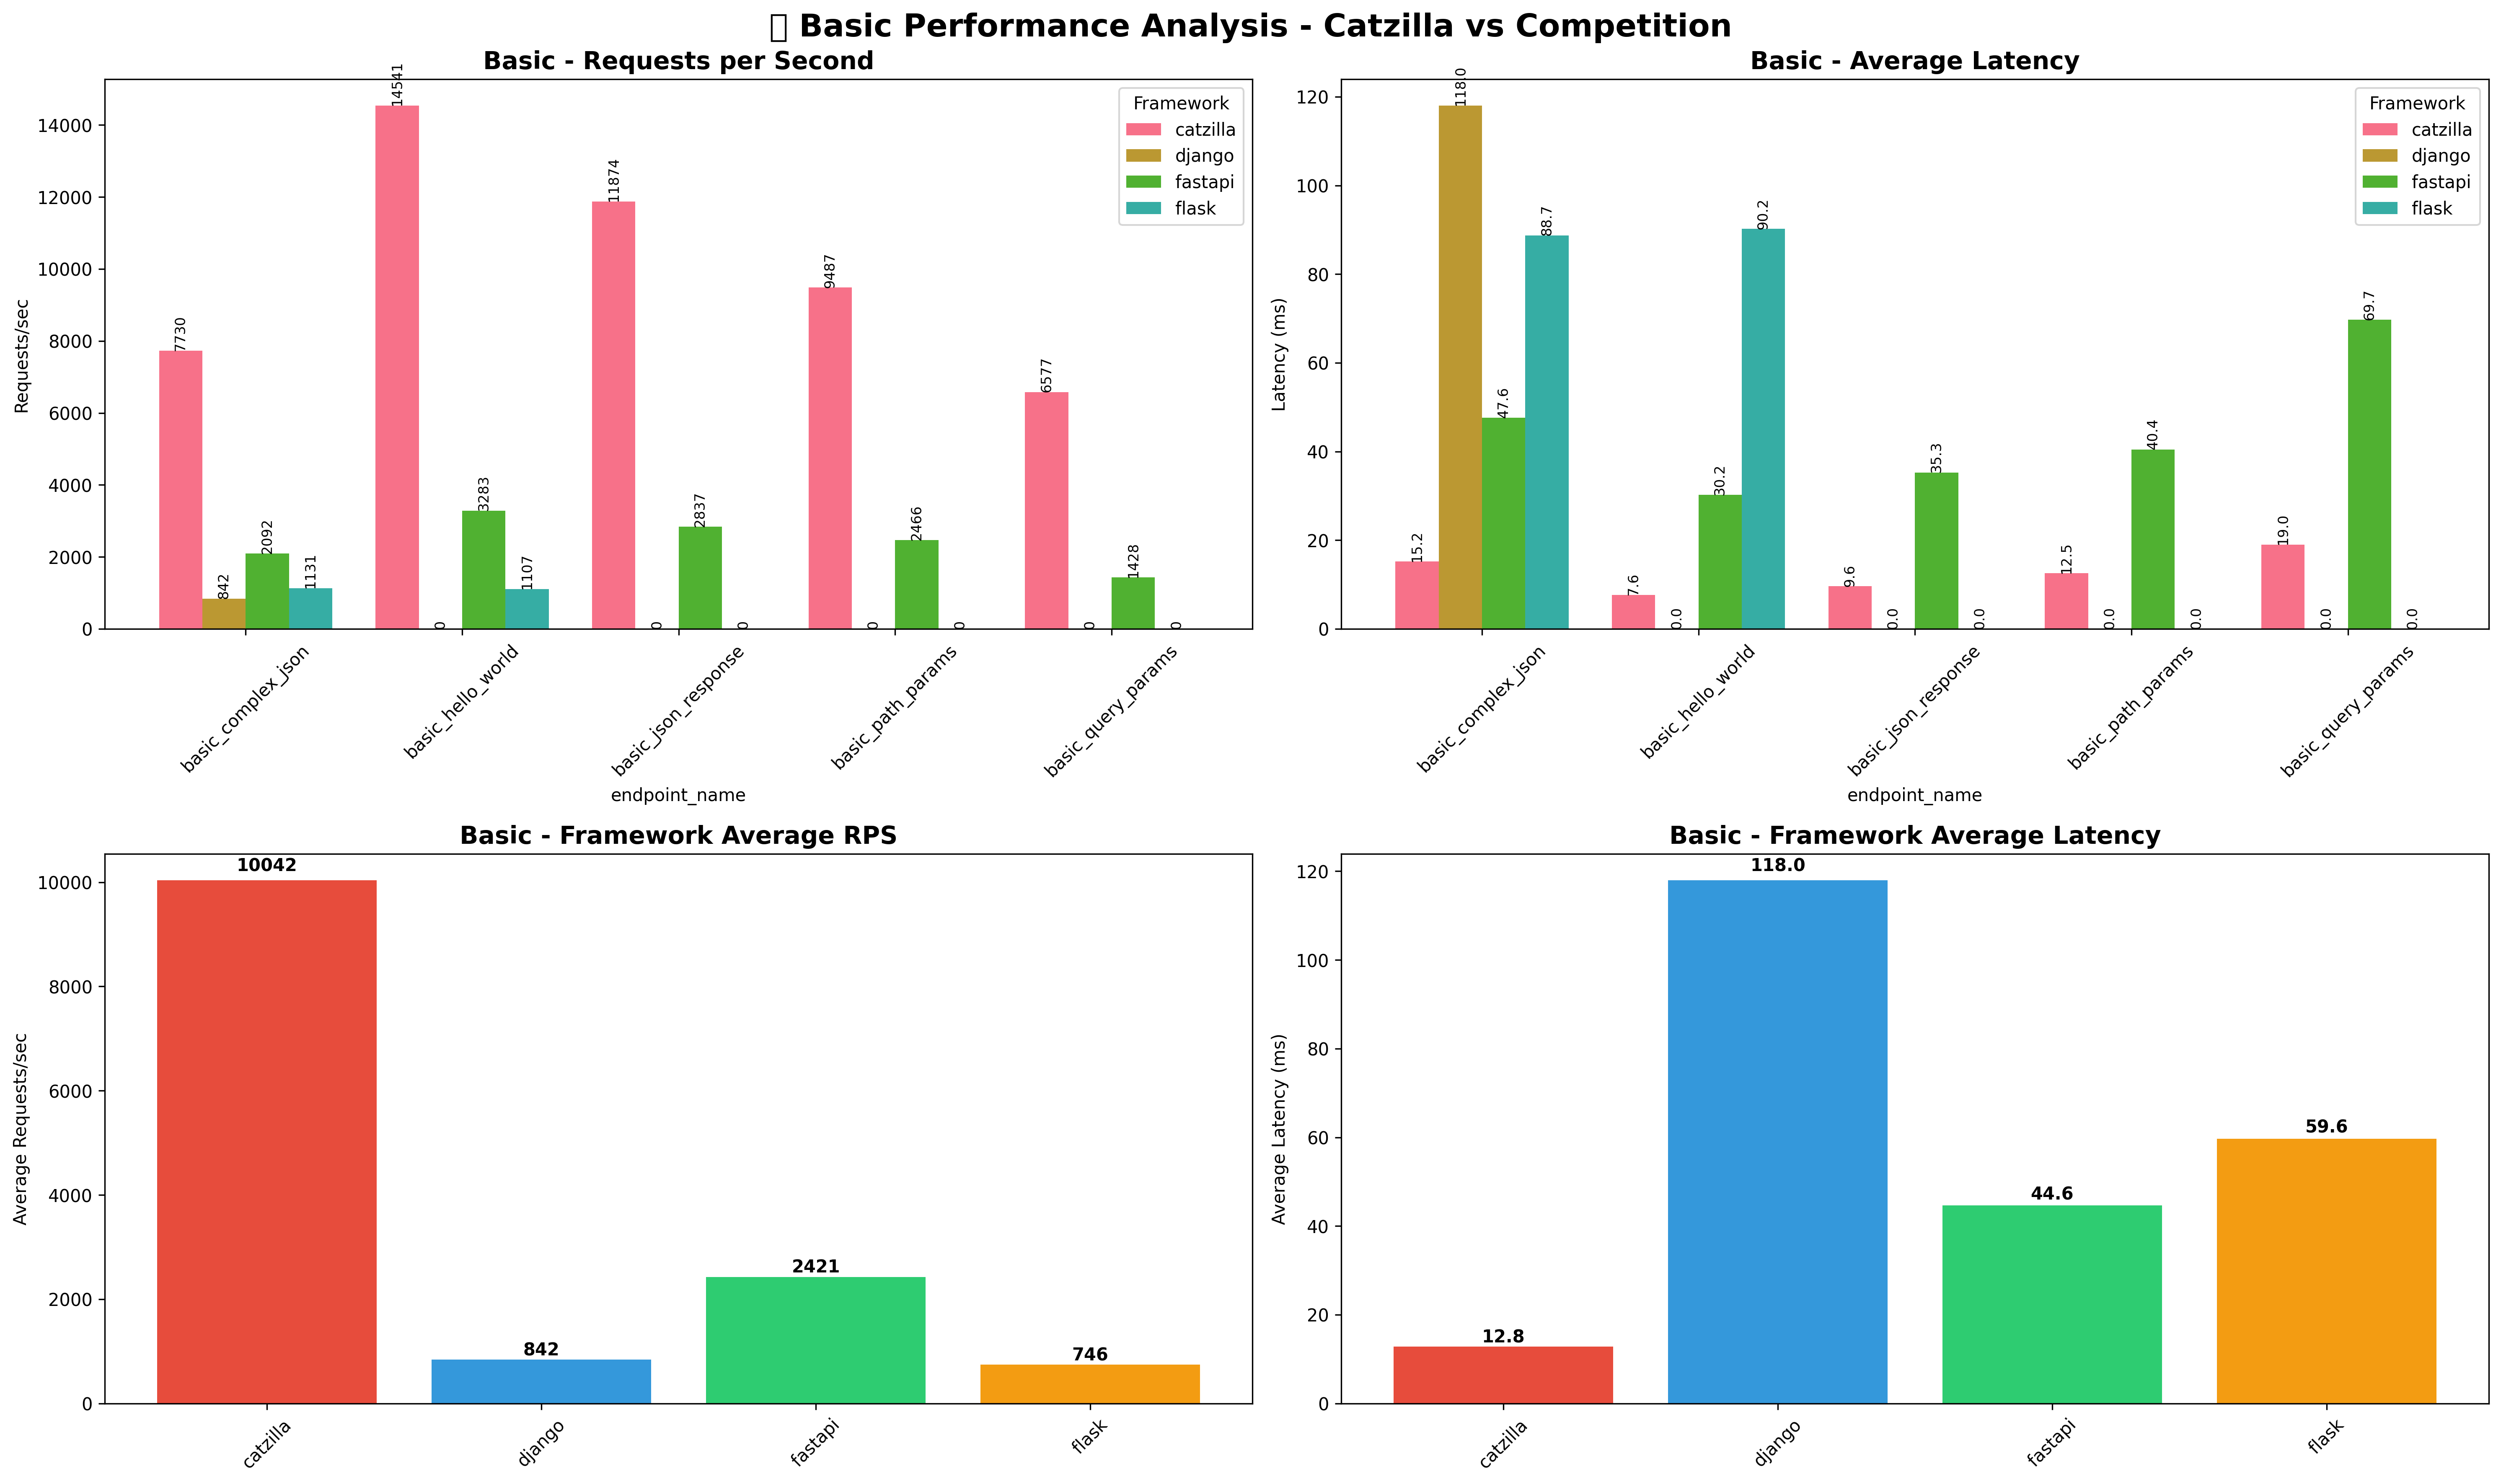 Basic Performance Analysis - Catzilla vs Competition
Basic - Requests per Second
Requests/sec
14000
12000
10000
8000
6000
4000
2000
0
7730
842
2092
1131
14541
0
3283
1107
11874
0
2837
0
9487
0
2466
0
6577
0
1428
0
Framework
catzilla
django
fastapi
flask
basic_complex_json
basic_hello_world
basic_json_response
basic_path_params
basic_query_params
endpoint_name
Basic - Average Latency
Latency (ms)
120
100
80
60
40
20
0
15.2
118.0
47.6
88.7
7.6
0.0
30.2
90.2
9.6
0.0
35.3
0.0
12.5
0.0
40.4
0.0
19.0
0.0
69.7
0.0
Framework
catzilla
django
fastapi
flask
basic_complex_json
basic_hello_world
basic_json_response
basic_path_params
basic_query_params
endpoint_name
Basic - Framework Average RPS
Average Requests/sec
10000
8000
6000
4000
2000
0
10042
842
2421
746
catzilla
django
fastapi
flask
Basic - Framework Average Latency
Average Latency (ms)
120
100
80
60
40
20
0
12.8
118.0
44.6
59.6
catzilla
django
fastapi
flask